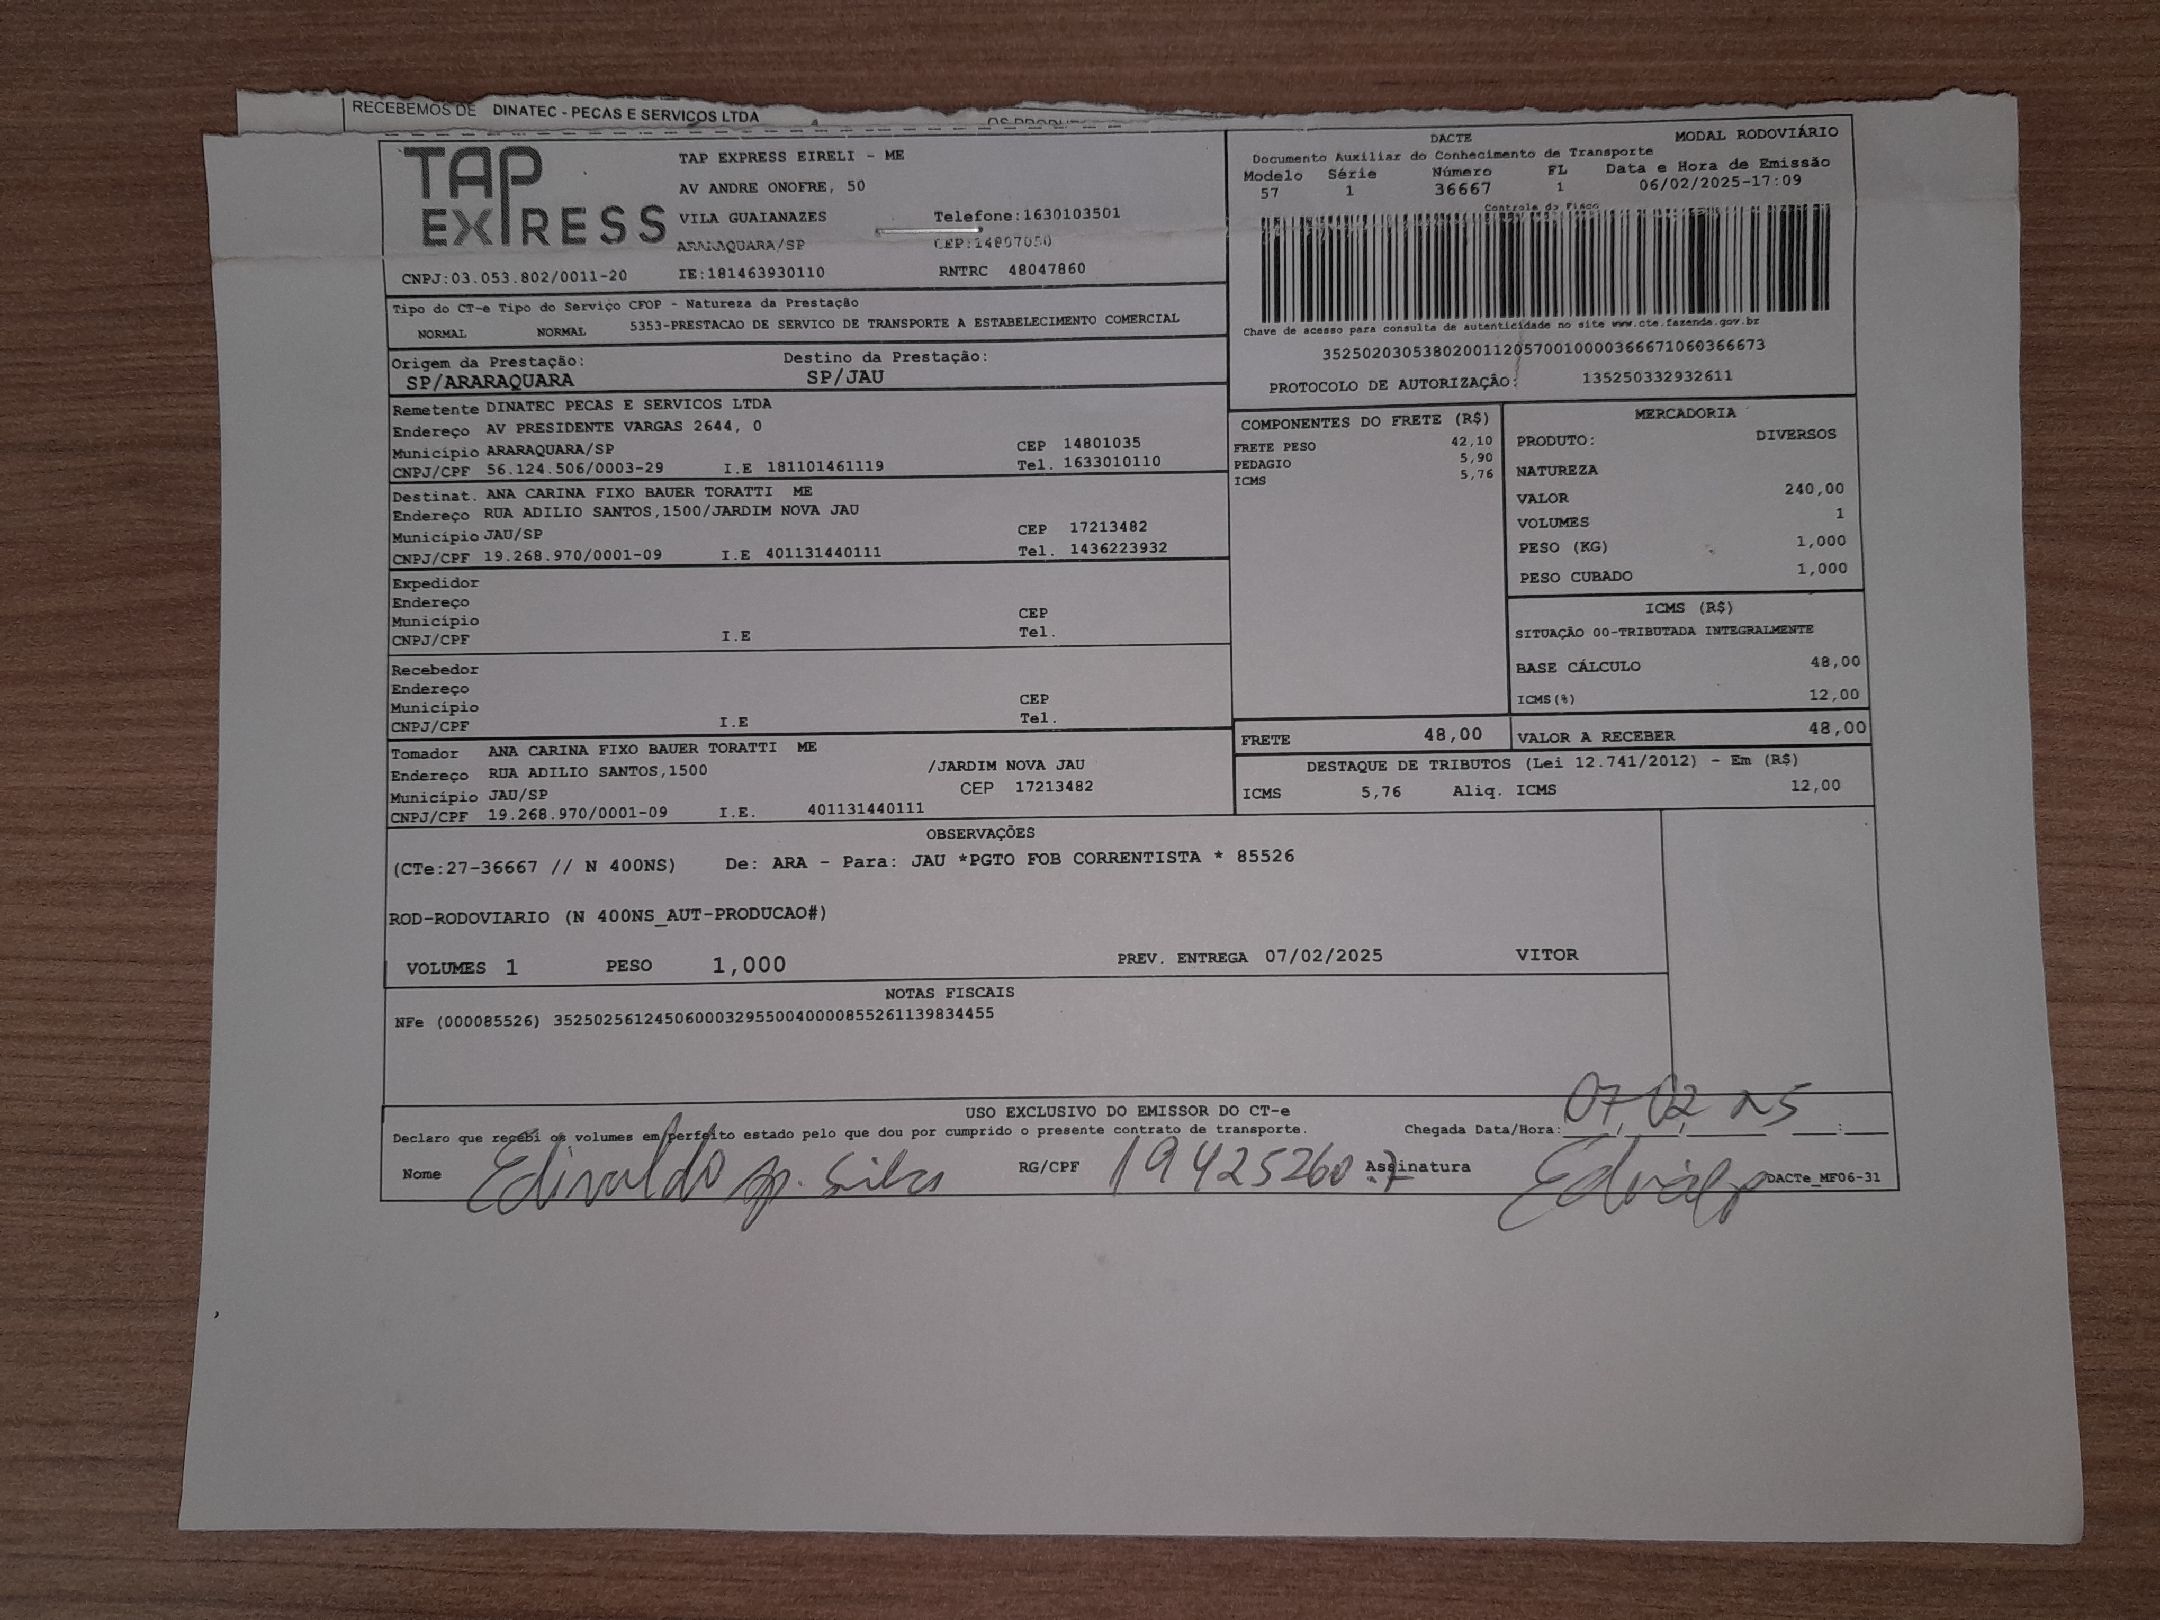 RECEBEMOS DE DINATEC - PECAS E SERVICOS LTDA
TAP EXPRESS
TAP EXPRESS EIRELI - ME
AV ANDRE ONOFRE, 50
VILA GUAIANAZES Telefone:1630103501
ARARAQUARA/SP CEP:14807050
CNPJ:03.053.802/0011-20 IE:181463930110 RNTRC 48047860
DACTE MODAL RODOVIÁRIO
Documento Auxiliar do Conhecimento de Transporte
Modelo Série Número FL Data e Hora de Emissão
57 1 36667 1 06/02/2025-17:09
Controle do Fisco
Chave de acesso para consulta de autenticidade no site www.cte.fazenda.gov.br
35250203053802001120570010000366671060366673
PROTOCOLO DE AUTORIZAÇÃO: 135250332932611
Tipo do CT-e Tipo do Serviço CFOP - Natureza da Prestação
NORMAL NORMAL 5353-PRESTACAO DE SERVICO DE TRANSPORTE A ESTABELECIMENTO COMERCIAL
Origem da Prestação: Destino da Prestação:
SP/ARARAQUARA SP/JAU
Remetente DINATEC PECAS E SERVICOS LTDA
Endereço AV PRESIDENTE VARGAS 2644, 0
Município ARARAQUARA/SP CEP 14801035
CNPJ/CPF 56.124.506/0003-29 I.E 181101461119 Tel. 1633010110
Destinat. ANA CARINA FIXO BAUER TORATTI ME
Endereço RUA ADILIO SANTOS,1500/JARDIM NOVA JAU
Município JAU/SP CEP 17213482
CNPJ/CPF 19.268.970/0001-09 I.E 401131440111 Tel. 1436223932
Expedidor
Endereço
Município CEP
CNPJ/CPF I.E Tel.
Recebedor
Endereço
Município CEP
CNPJ/CPF I.E Tel.
Tomador ANA CARINA FIXO BAUER TORATTI ME
Endereço RUA ADILIO SANTOS,1500 /JARDIM NOVA JAU
Município JAU/SP CEP 17213482
CNPJ/CPF 19.268.970/0001-09 I.E. 401131440111
COMPONENTES DO FRETE (R$)
FRETE PESO 42,10
PEDAGIO 5,90
ICMS 5,76
MERCADORIA
PRODUTO: DIVERSOS
NATUREZA
VALOR 240,00
VOLUMES 1
PESO (KG) 1,000
PESO CUBADO 1,000
ICMS (R$)
SITUAÇÃO 00-TRIBUTADA INTEGRALMENTE
BASE CÁLCULO 48,00
ICMS(%) 12,00
FRETE 48,00 VALOR A RECEBER 48,00
DESTAQUE DE TRIBUTOS (Lei 12.741/2012) - Em (R$)
ICMS 5,76 Aliq. ICMS 12,00
OBSERVAÇÕES
(CTe:27-36667 // N 400NS) De: ARA - Para: JAU *PGTO FOB CORRENTISTA * 85526
ROD-RODOVIARIO (N 400NS_AUT-PRODUCAO#)
VOLUMES 1 PESO 1,000 PREV. ENTREGA 07/02/2025 VITOR
NOTAS FISCAIS
NFe (000085526) 35250256124506000329550040000855261139834455
USO EXCLUSIVO DO EMISSOR DO CT-e
Declaro que recebi os volumes em perfeito estado pelo que dou por cumprido o presente contrato de transporte. Chegada Data/Hora: 07 02
Nome Edivaldo Ap. Silva RG/CPF 19425260.7 Assinatura
DACTe_MF06-31